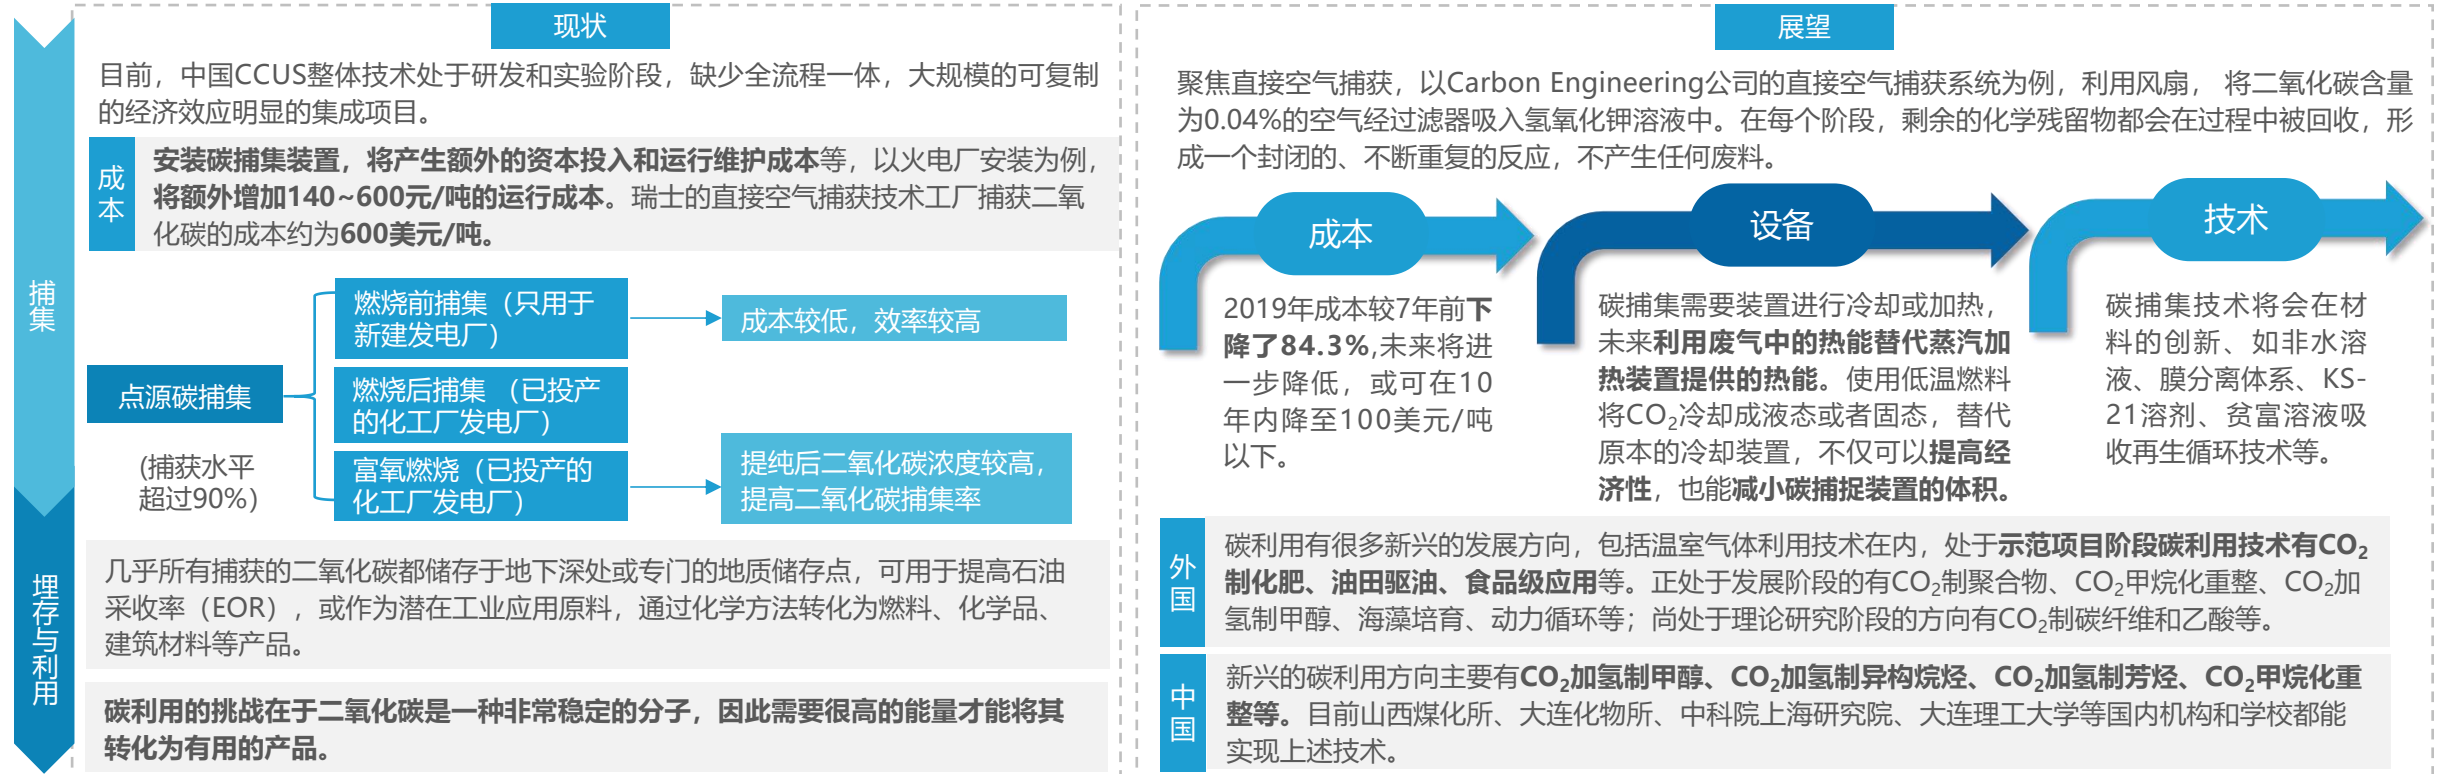 现状
目前，中国CCUS整体技术处于研发和实验阶段，缺少全流程一体，大规模的可复制
的经济效应明显的集成项目。
成
本
安装碳捕集装置，将产生额外的资本投入和运行维护成本等，以火电厂安装为例，
将额外增加140~600元/吨的运行成本。瑞士的直接空气捕获技术工厂捕获二氧
化碳的成本约为600美元/吨。
捕
集
点源碳捕集
(捕获水平
超过90%）
燃烧前捕集（只用于
新建发电厂）
成本较低，效率较高
燃烧后捕集 （已投产
的化工厂发电厂）
富氧燃烧（已投产的
化工厂发电厂）
提纯后二氧化碳浓度较高，
提高二氧化碳捕集率
埋
存
与
利
用
几乎所有捕获的二氧化碳都储存于地下深处或专门的地质储存点，可用于提高石油
采收率（EOR），或作为潜在工业应用原料，通过化学方法转化为燃料、化学品、
建筑材料等产品。
碳利用的挑战在于二氧化碳是一种非常稳定的分子，因此需要很高的能量才能将其
转化为有用的产品。
展望
聚焦直接空气捕获，以Carbon Engineering公司的直接空气捕获系统为例，利用风扇， 将二氧化碳含量
为0.04%的空气经过滤器吸入氢氧化钾溶液中。在每个阶段，剩余的化学残留物都会在过程中被回收，形
成一个封闭的、不断重复的反应，不产生任何废料。
成本
2019年成本较7年前下
降了84.3%,未来将进
一步降低，或可在10
年内降至100美元/吨
以下。
设备
碳捕集需要装置进行冷却或加热，
未来利用废气中的热能替代蒸汽加
热装置提供的热能。使用低温燃料
将CO₂冷却成液态或者固态，替代
原本的冷却装置，不仅可以提高经
济性，也能减小碳捕捉装置的体积。
技术
碳捕集技术将会在材
料的创新、如非水溶
液、膜分离体系、KS-
21溶剂、贫富溶液吸
收再生循环技术等。
外
国
碳利用有很多新兴的发展方向，包括温室气体利用技术在内，处于示范项目阶段碳利用技术有CO₂
制化肥、油田驱油、食品级应用等。正处于发展阶段的有CO₂制聚合物、CO₂甲烷化重整、CO₂加
氢制甲醇、海藻培育、动力循环等；尚处于理论研究阶段的方向有CO₂制碳纤维和乙酸等。
中
国
新兴的碳利用方向主要有CO₂加氢制甲醇、CO₂加氢制异构烷烃、CO₂加氢制芳烃、CO₂甲烷化重
整等。目前山西煤化所、大连化物所、中科院上海研究院、大连理工大学等国内机构和学校都能
实现上述技术。